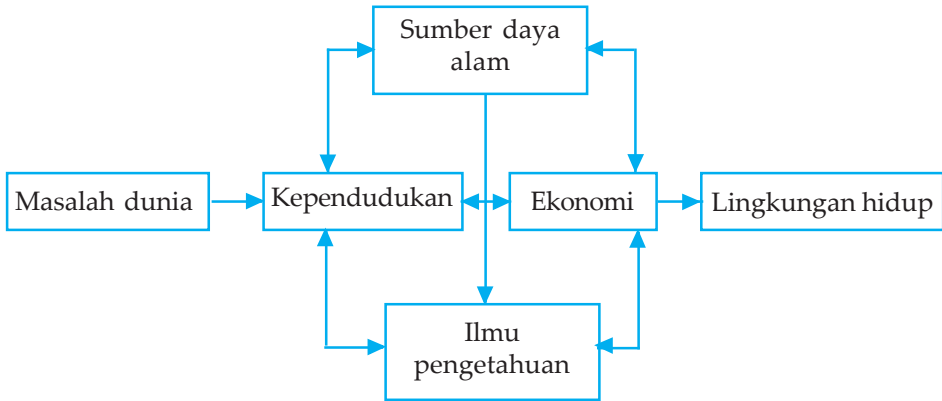 Sumber daya
alam
Masalah dunia
Kependudukan
Ekonomi
Lingkungan hidup
Ilmu
pengetahuan